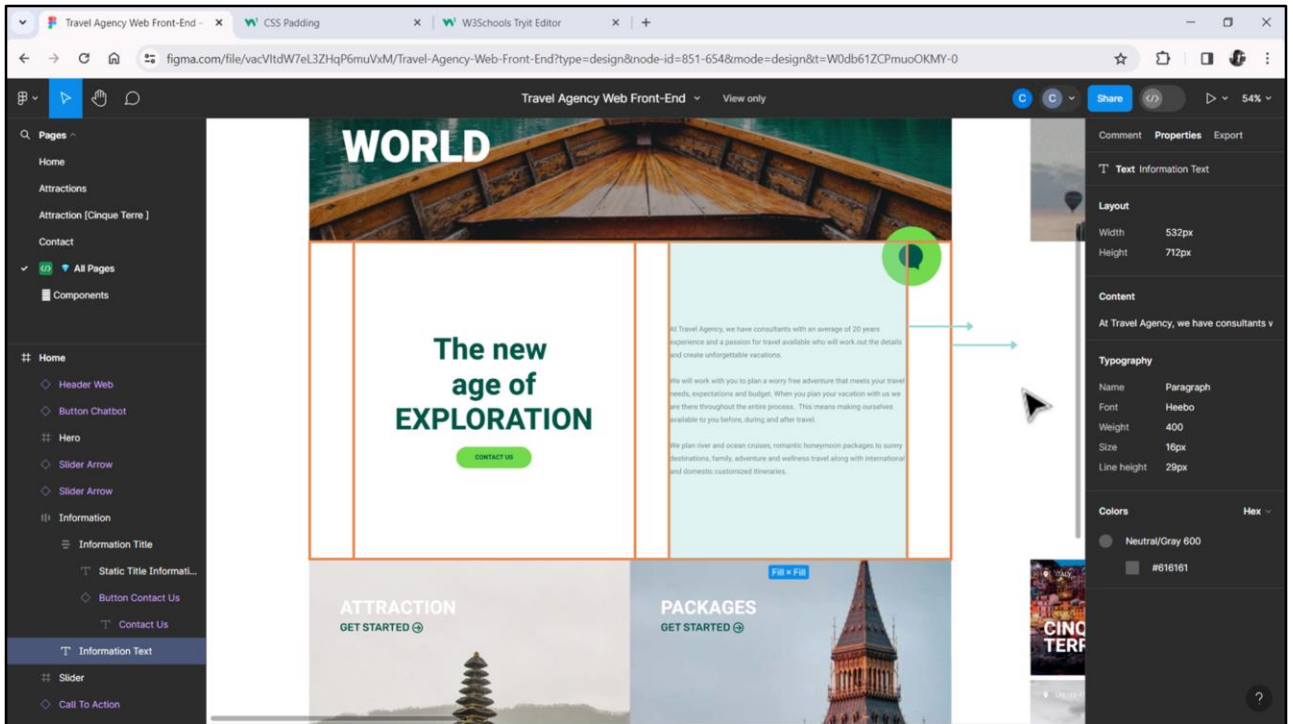 Travel Agency Web Front-End –
CSS Padding
W3Schools Tryit Editor
figma.com/file/vacVItdW7eL3ZHqP6muVxM/Travel-Agency-Web-Front-End?type=design&node-id=851-654&mode=design&t=W0db61ZCPmuoOKMY-0
Travel Agency Web Front-End
View only
C
C
Share
54%
Pages
Home
Attractions
Attraction [Cinque Terre ]
Contact
All Pages
Components
Home
Header Web
Button Chatbot
Hero
Slider Arrow
Slider Arrow
Information
Information Title
Static Title Informati...
Button Contact Us
Contact Us
Information Text
Slider
Call To Action
WORLD
The new
age of
EXPLORATION
CONTACT US
At Travel Agency, we have consultants with an average of 20 years
experience and a passion for travel available who will work out the details
and create unforgettable vacations.
We will work with you to plan a worry free adventure that meets your travel
needs, expectations and budget. When you plan your vacation with us we
are there throughout the entire process. This means making ourselves
available to you before, during and after travel.
We plan river and ocean cruises, romantic honeymoon packages to sunny
destinations, family, adventure and wellness travel along with international
and domestic customized itineraries.
Fill × Fill
ATTRACTION
GET STARTED
PACKAGES
GET STARTED
ITALY
CINQ
TERR
Comment
Properties
Export
Text Information Text
Layout
Width 532px
Height 712px
Content
At Travel Agency, we have consultants v
Typography
Name Paragraph
Font Heebo
Weight 400
Size 16px
Line height 29px
Colors
Hex
Neutral/Gray 600
#616161
?